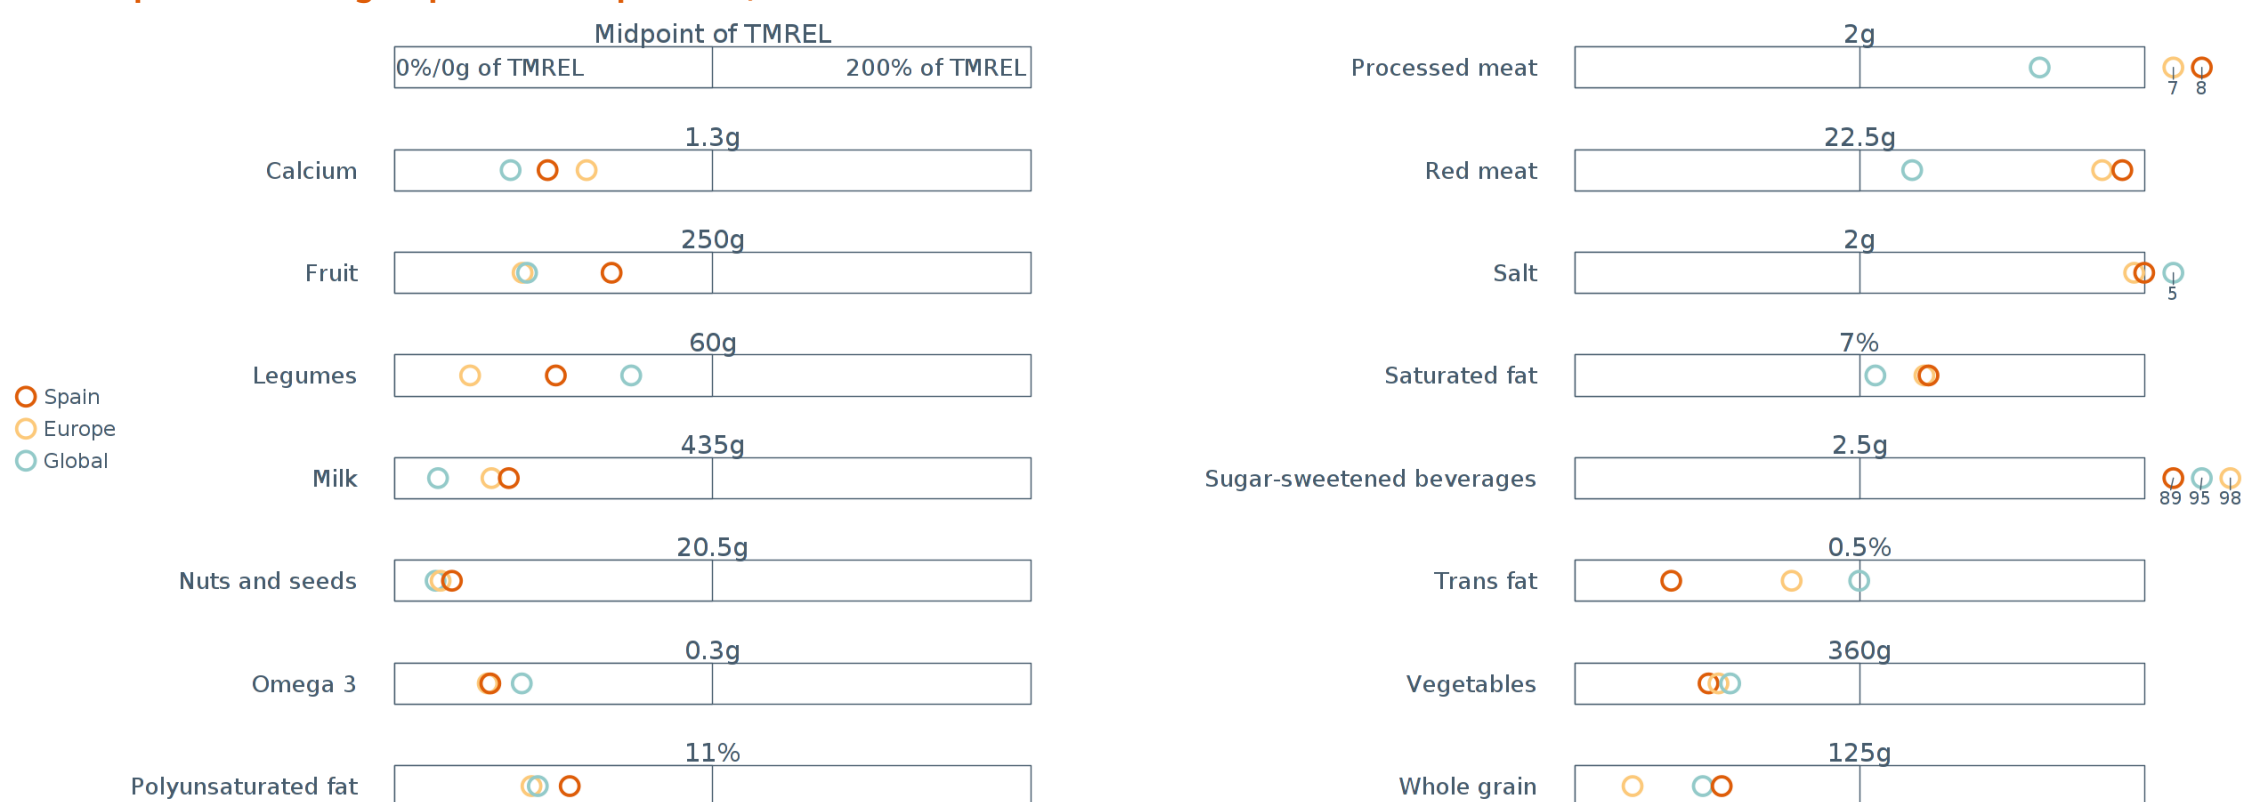 Midpoint of TMREL
0%/0g of TMREL
200% of TMREL
1.3g
Calcium
250g
Fruit
60g
Legumes
435g
Milk
20.5g
Nuts and seeds
0.3g
Omega 3
11%
Polyunsaturated fat
Spain
Europe
Global
2g
Processed meat
7 8
22.5g
Red meat
2g
Salt
5
7%
Saturated fat
2.5g
Sugar-sweetened beverages
89 95 98
0.5%
Trans fat
360g
Vegetables
125g
Whole grain